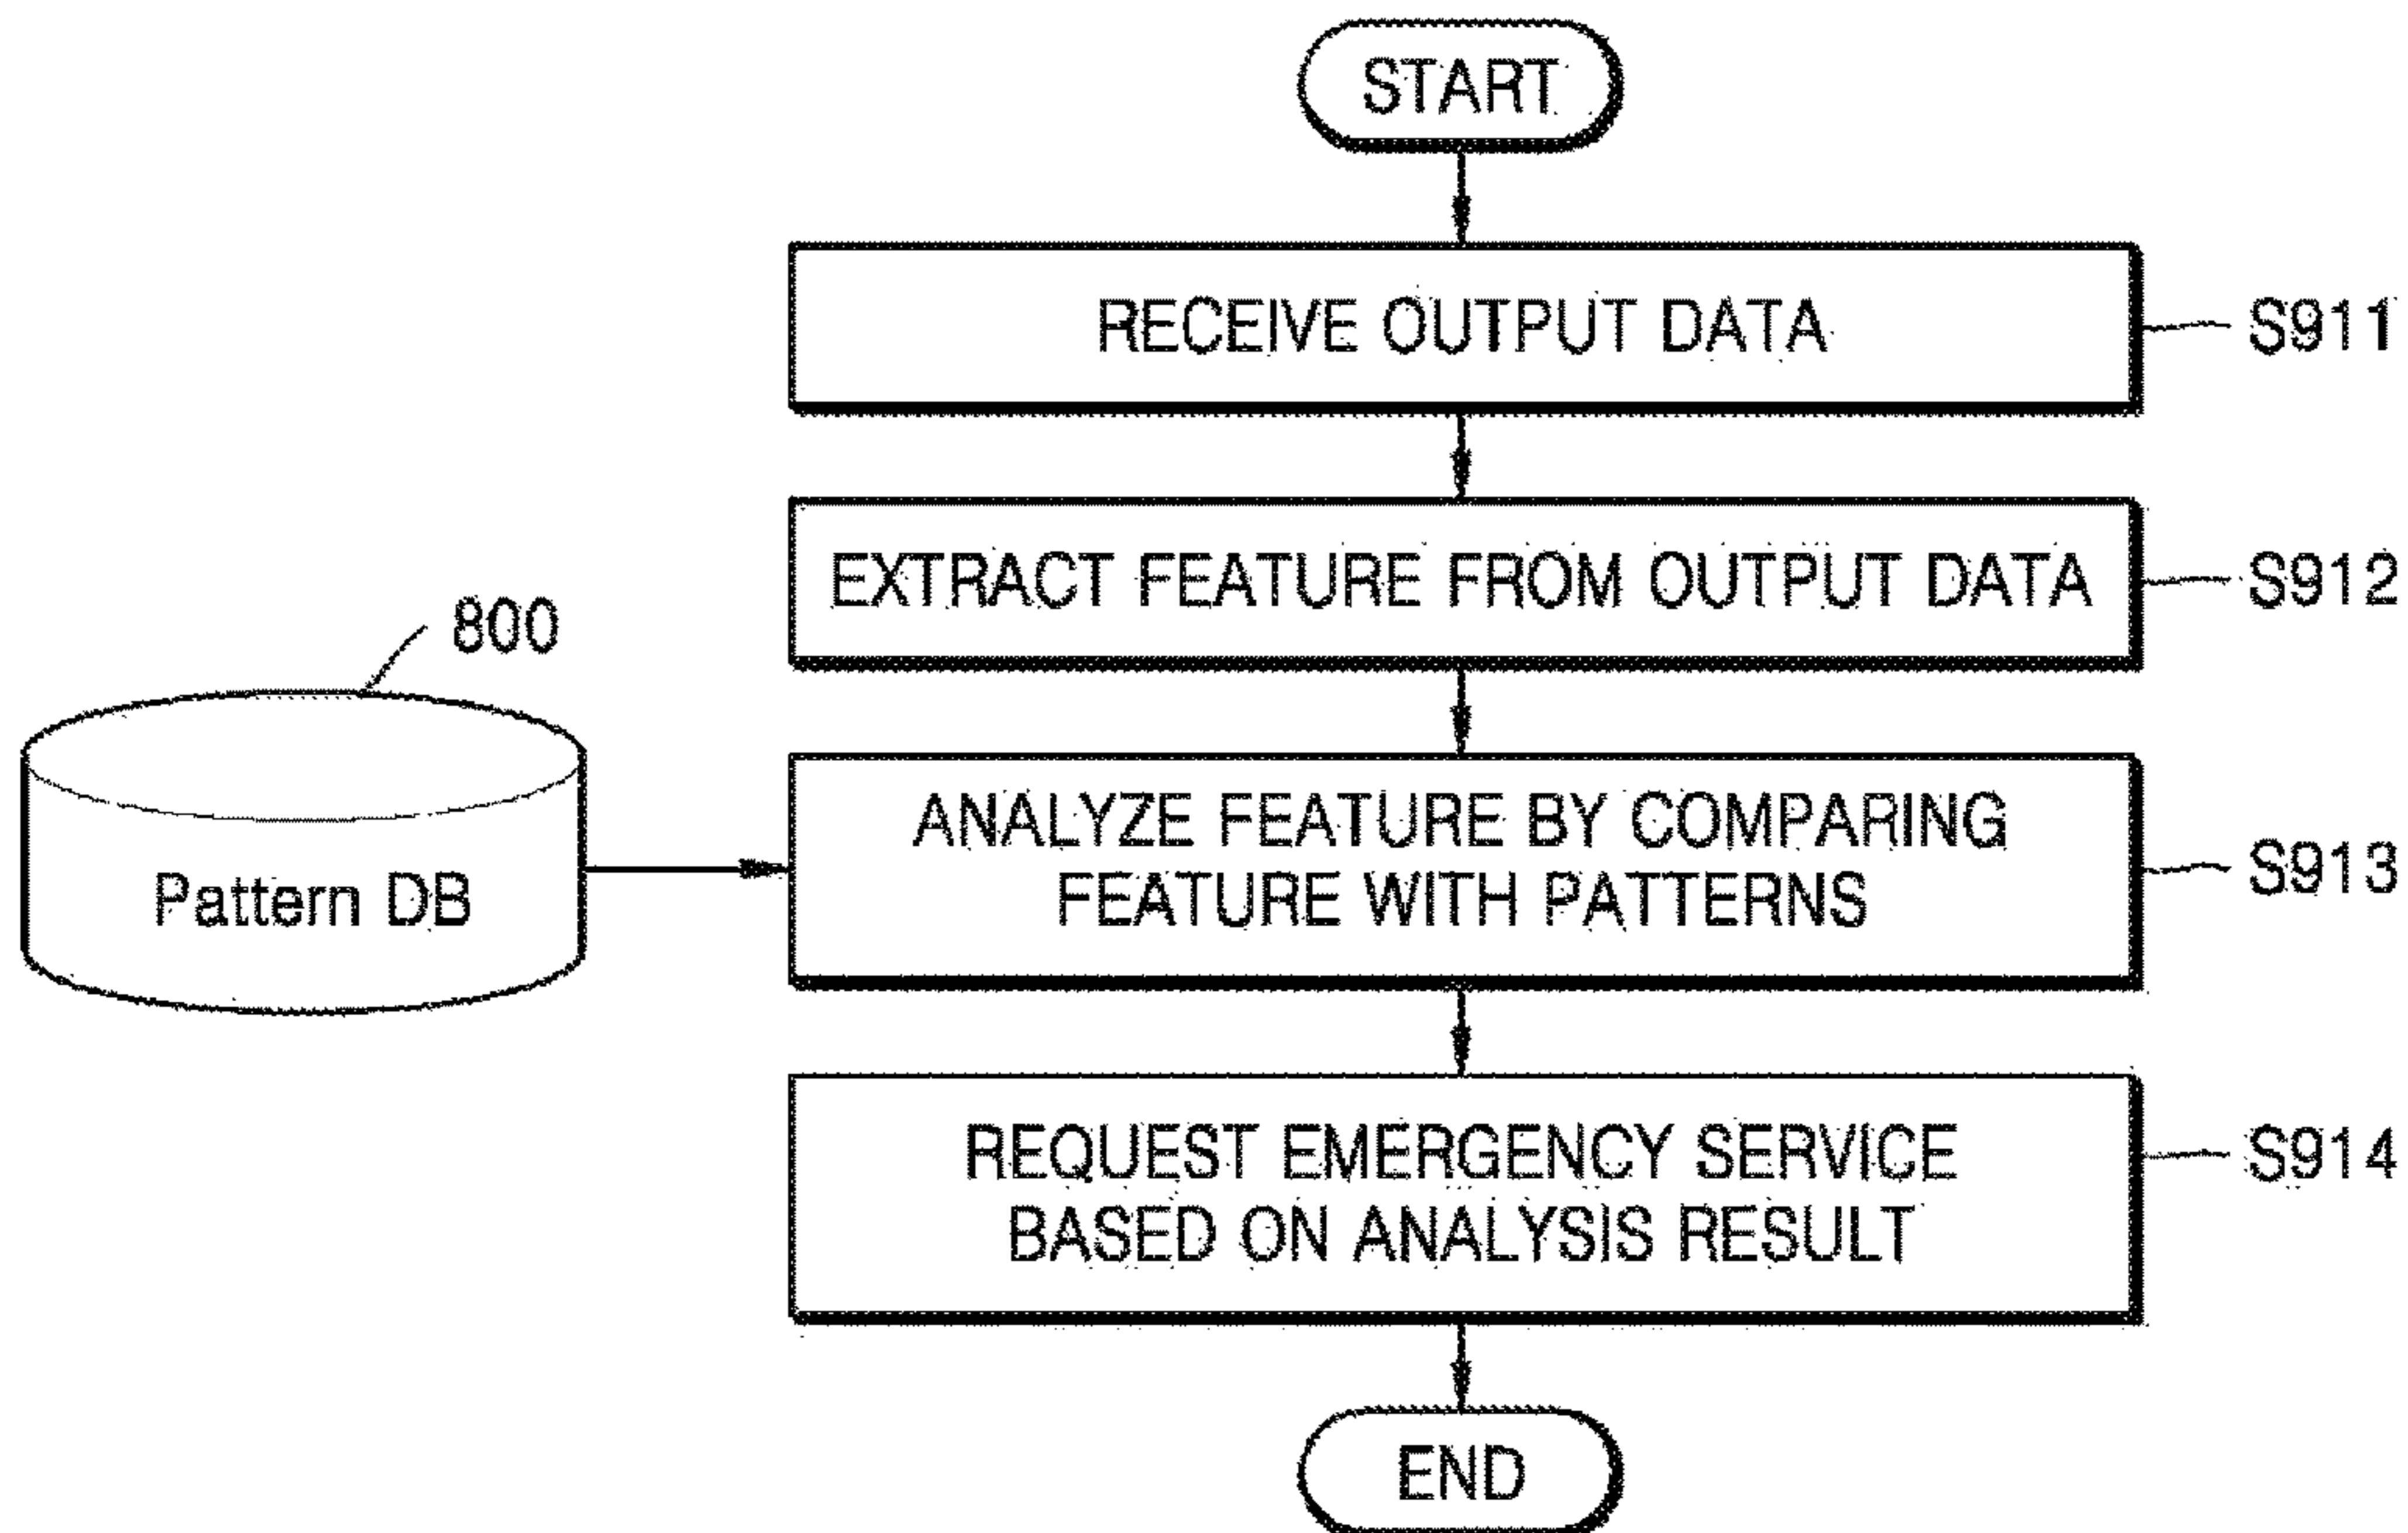 START
RECEIVE OUTPUT DATA
S911
EXTRACT FEATURE FROM OUTPUT DATA
S912
800
Pattern DB
ANALYZE FEATURE BY COMPARING
FEATURE WITH PATTERNS
S913
REQUEST EMERGENCY SERVICE
BASED ON ANALYSIS RESULT
S914
END